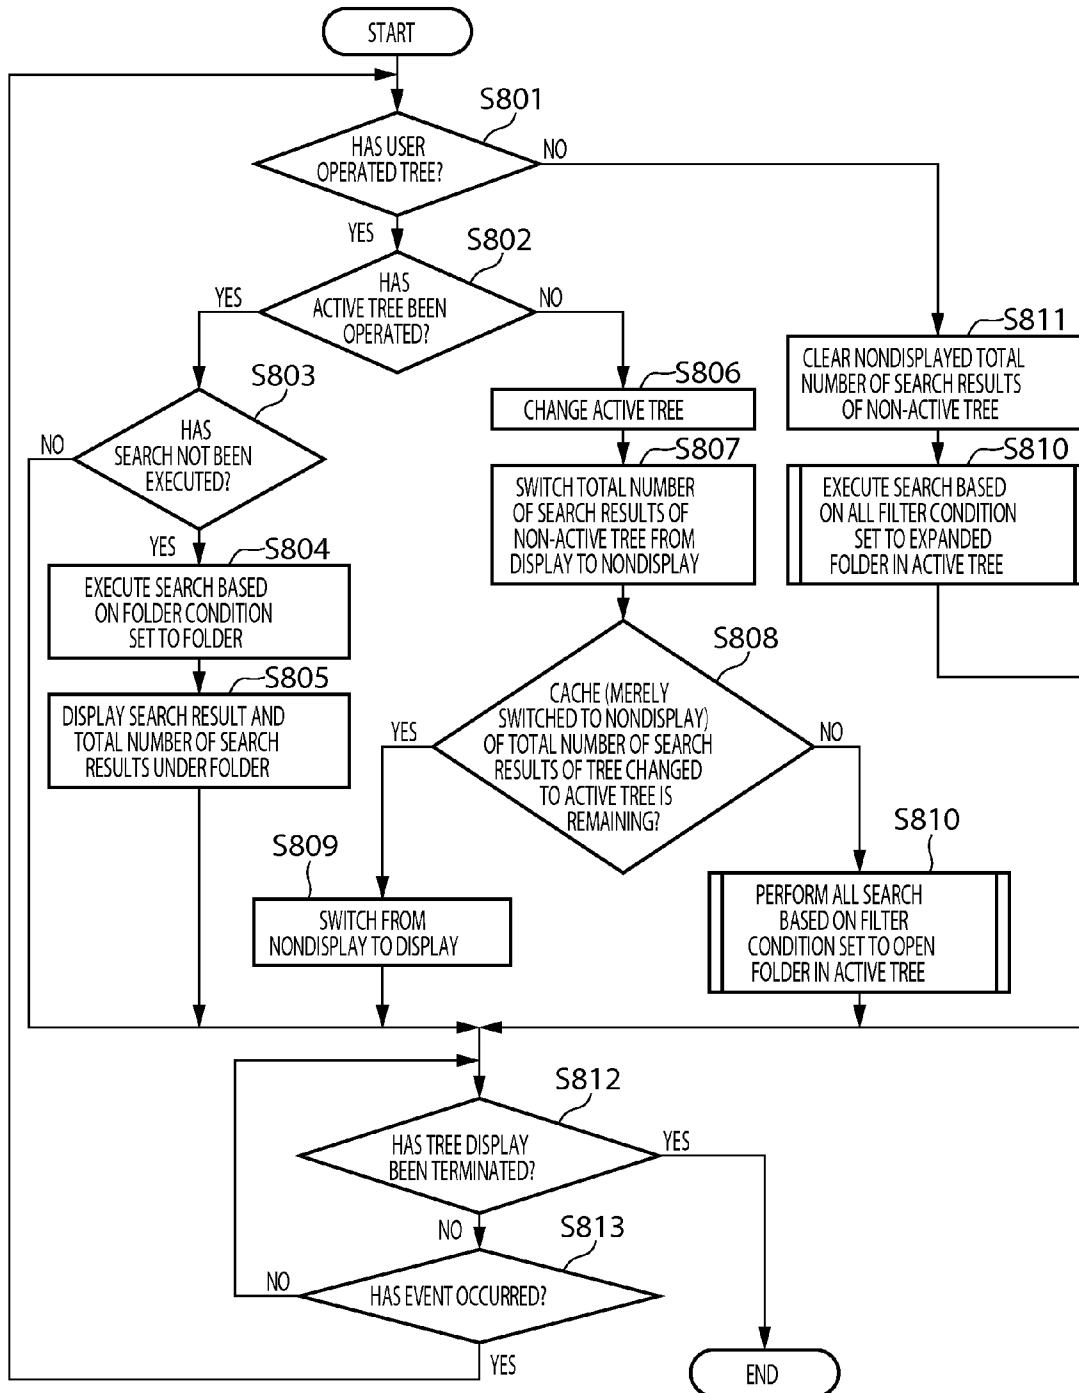 START
S801
HAS USER
OPERATED TREE?
NO
YES
S802
HAS
ACTIVE TREE BEEN
OPERATED?
YES
NO
S811
CLEAR NONDISPLAYED TOTAL
NUMBER OF SEARCH RESULTS
OF NON-ACTIVE TREE
S803
HAS
SEARCH NOT BEEN
EXECUTED?
NO
YES
S806
CHANGE ACTIVE TREE
S807
SWITCH TOTAL NUMBER
OF SEARCH RESULTS OF
NON-ACTIVE TREE FROM
DISPLAY TO NONDISPLAY
S810
EXECUTE SEARCH BASED
ON ALL FILTER CONDITION
SET TO EXPANDED
FOLDER IN ACTIVE TREE
S804
EXECUTE SEARCH BASED
ON FOLDER CONDITION
SET TO FOLDER
S805
DISPLAY SEARCH RESULT AND
TOTAL NUMBER OF SEARCH
RESULTS UNDER FOLDER
S808
CACHE (MERELY
SWITCHED TO NONDISPLAY)
OF TOTAL NUMBER OF SEARCH
RESULTS OF TREE CHANGED
TO ACTIVE TREE IS
REMAINING?
YES
NO
S809
SWITCH FROM
NONDISPLAY TO DISPLAY
S810
PERFORM ALL SEARCH
BASED ON FILTER
CONDITION SET TO OPEN
FOLDER IN ACTIVE TREE
S812
HAS TREE DISPLAY
BEEN TERMINATED?
YES
NO
S813
HAS EVENT OCCURRED?
NO
YES
END